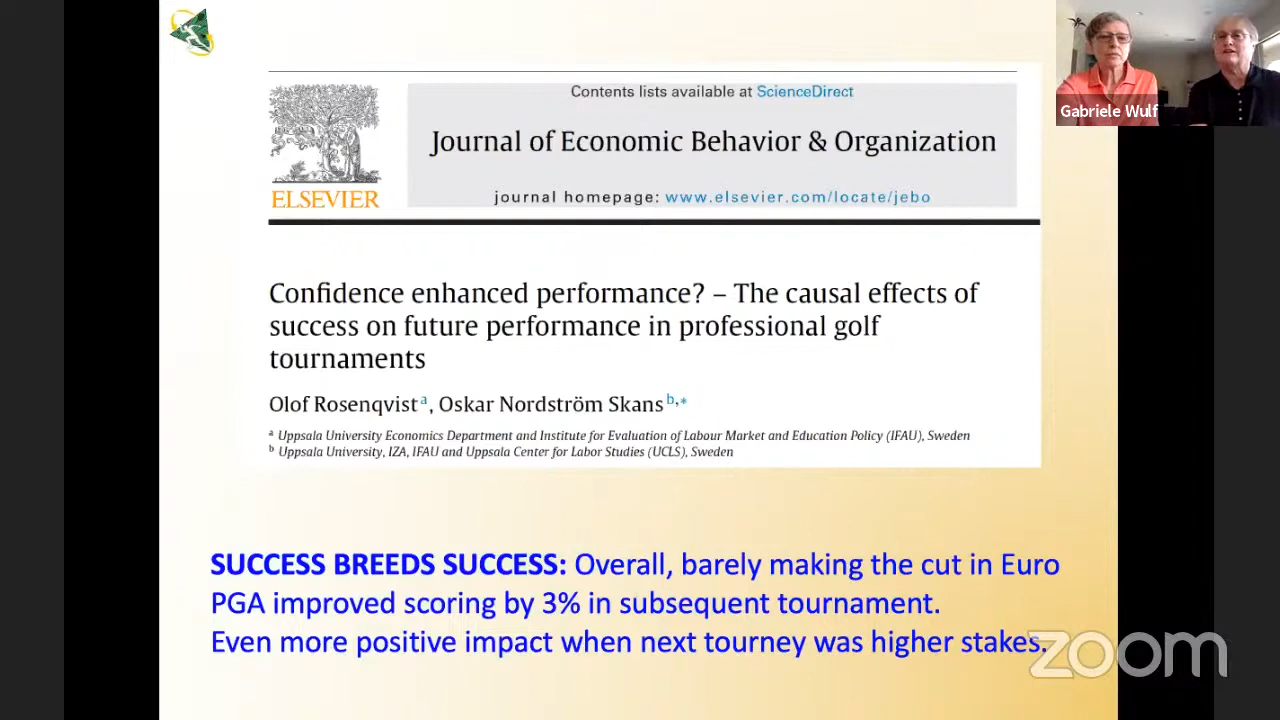 Contents lists available at ScienceDirect
Journal of Economic Behavior & Organization
journal homepage: www.elsevier.com/locate/jebo
ELSEVIER
Gabriele Wulf
Confidence enhanced performance? – The causal effects of
success on future performance in professional golf
tournaments
Olof Rosenqvist a, Oskar Nordström Skans b,*
a Uppsala University Economics Department and Institute for Evaluation of Labour Market and Education Policy (IFAU), Sweden
b Uppsala University, IZA, IFAU and Uppsala Center for Labor Studies (UCLS), Sweden
SUCCESS BREEDS SUCCESS: Overall, barely making the cut in Euro
PGA improved scoring by 3% in subsequent tournament.
Even more positive impact when next tourney was higher stakes.
zoom